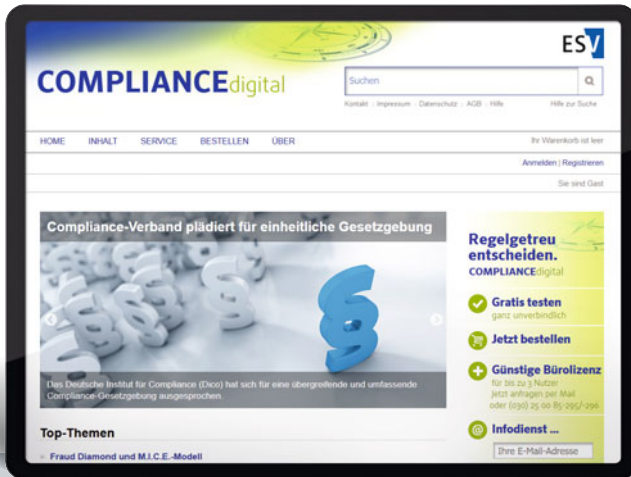 ESV
COMPLIANCEdigital
Suchen
Kontakt | Impressum | Datenschutz | AGB | Hilfe
Hilfe zur Suche
HOME INHALT SERVICE BESTELLEN ÜBER
Ihr Warenkorb ist leer
Anmelden | Registrieren
Sie sind Gast
Compliance-Verband plädiert für einheitliche Gesetzgebung
Das Deutsche Institut für Compliance (Dico) hat sich für eine übergreifende und umfassende
Compliance-Gesetzgebung ausgesprochen.
Top-Themen
» Fraud Diamond und M.I.C.E.-Modell
Regelgetreu
entscheiden.
COMPLIANCEdigital
Gratis testen
ganz unverbindlich
Jetzt bestellen
Günstige Bürolizenz
für bis zu 3 Nutzer
Jetzt anfragen per Mail
oder (030) 25 00 85-295/-296
Infodienst ...
Ihre E-Mail-Adresse